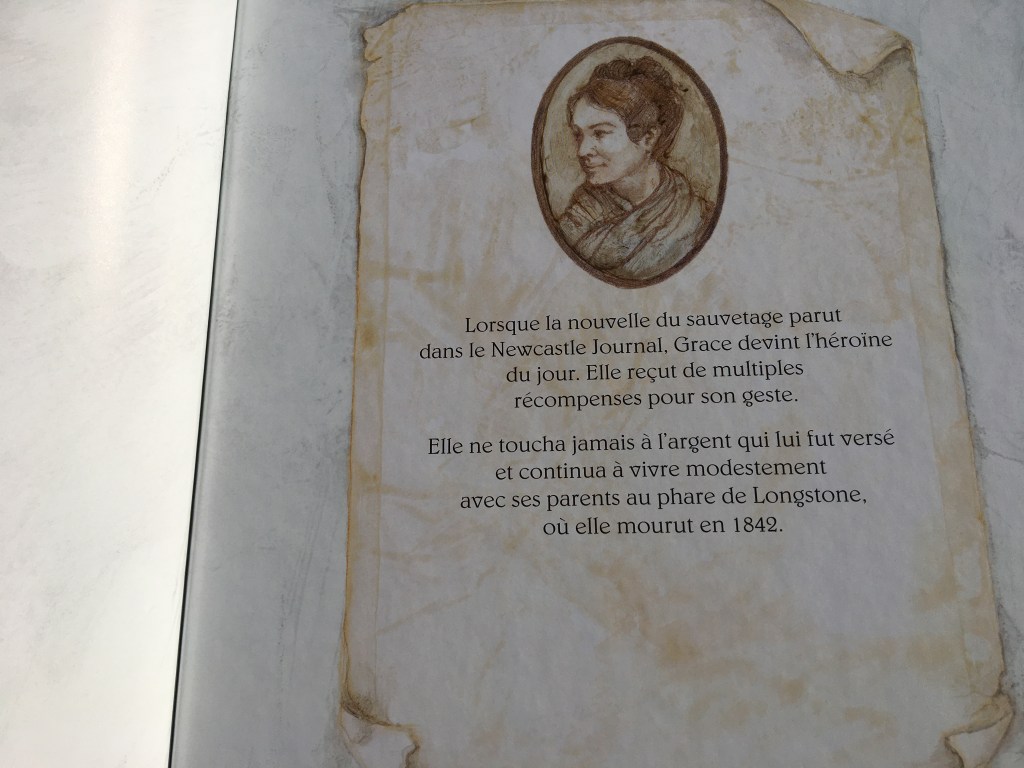 Lorsque la nouvelle du sauvetage parut
dans le Newcastle Journal, Grace devint l'héroïne
du jour. Elle reçut de multiples
récompenses pour son geste.
Elle ne toucha jamais à l'argent qui lui fut versé
et continua à vivre modestement
avec ses parents au phare de Longstone,
où elle mourut en 1842.